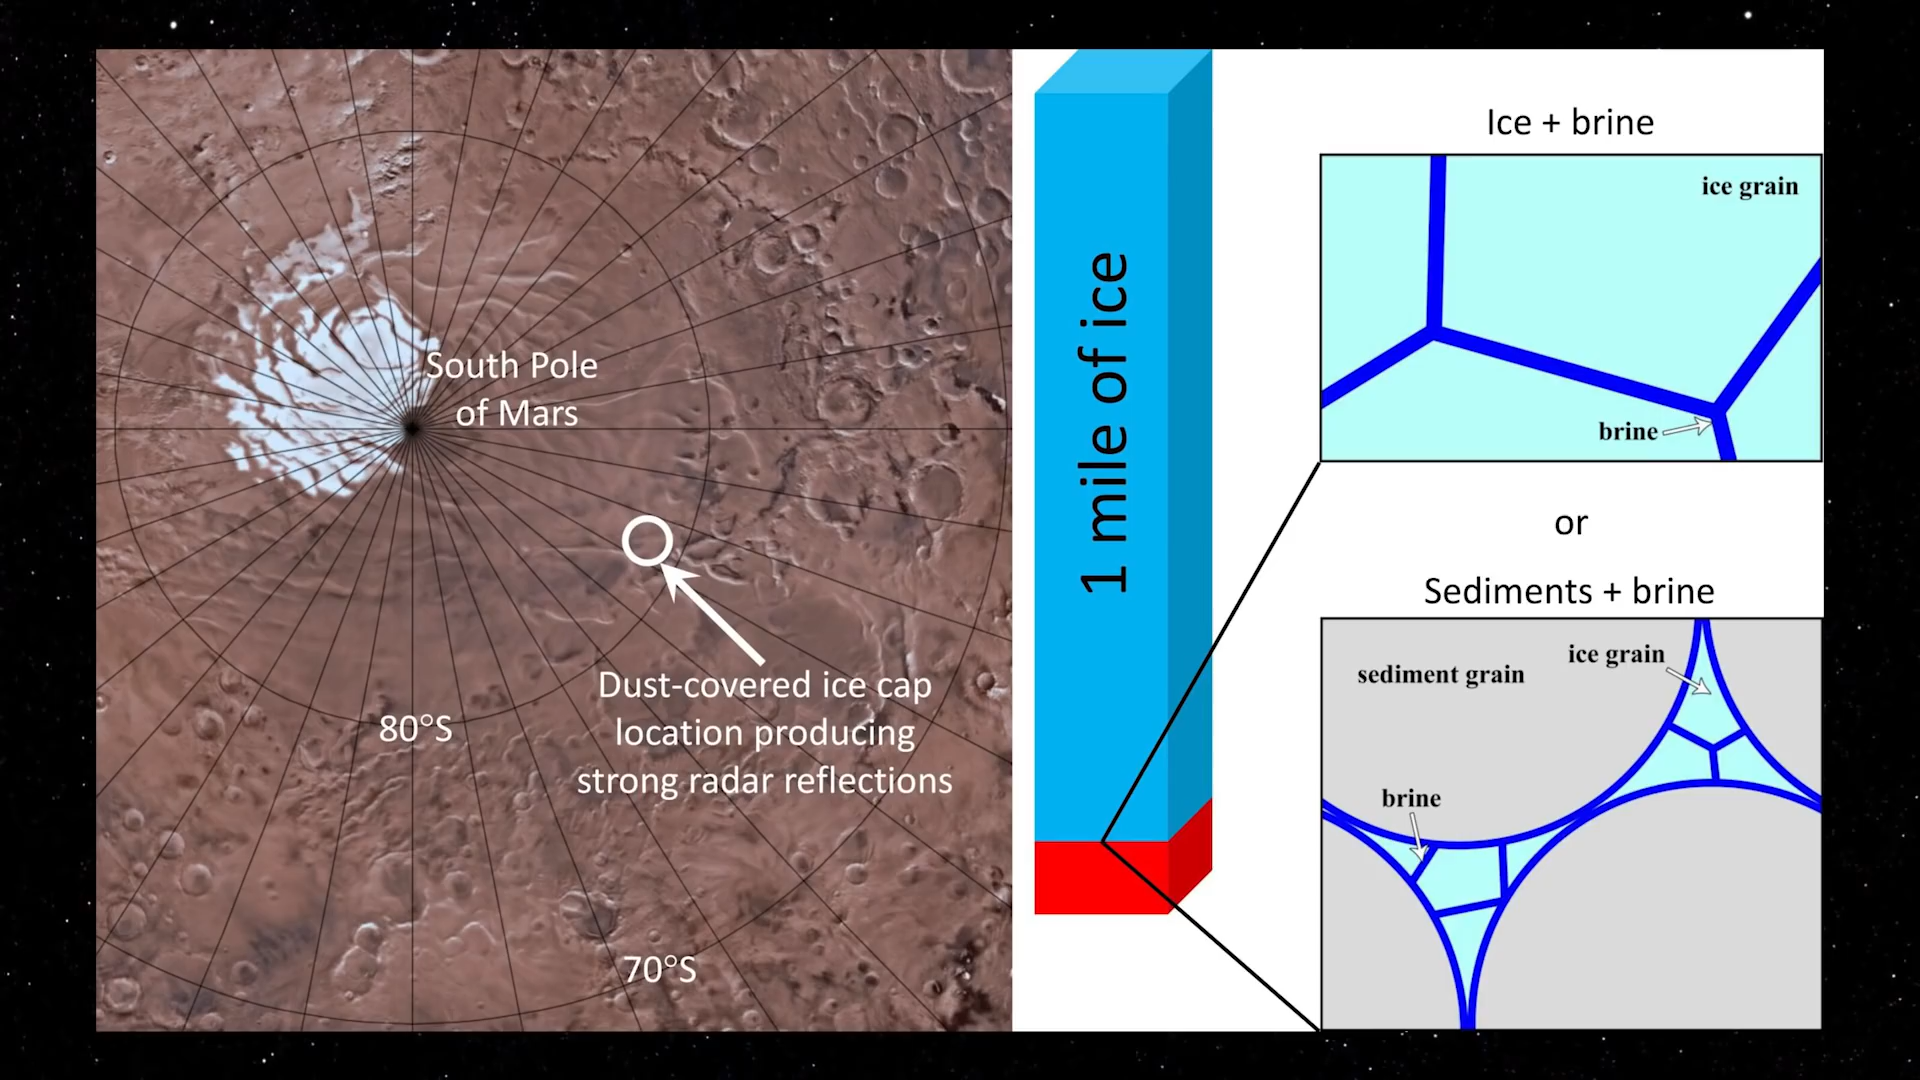 South Pole
of Mars
Dust-covered ice cap
location producing
strong radar reflections
80°S
70°S
1 mile of ice
Ice + brine
ice grain
brine
or
Sediments + brine
ice grain
sediment grain
brine